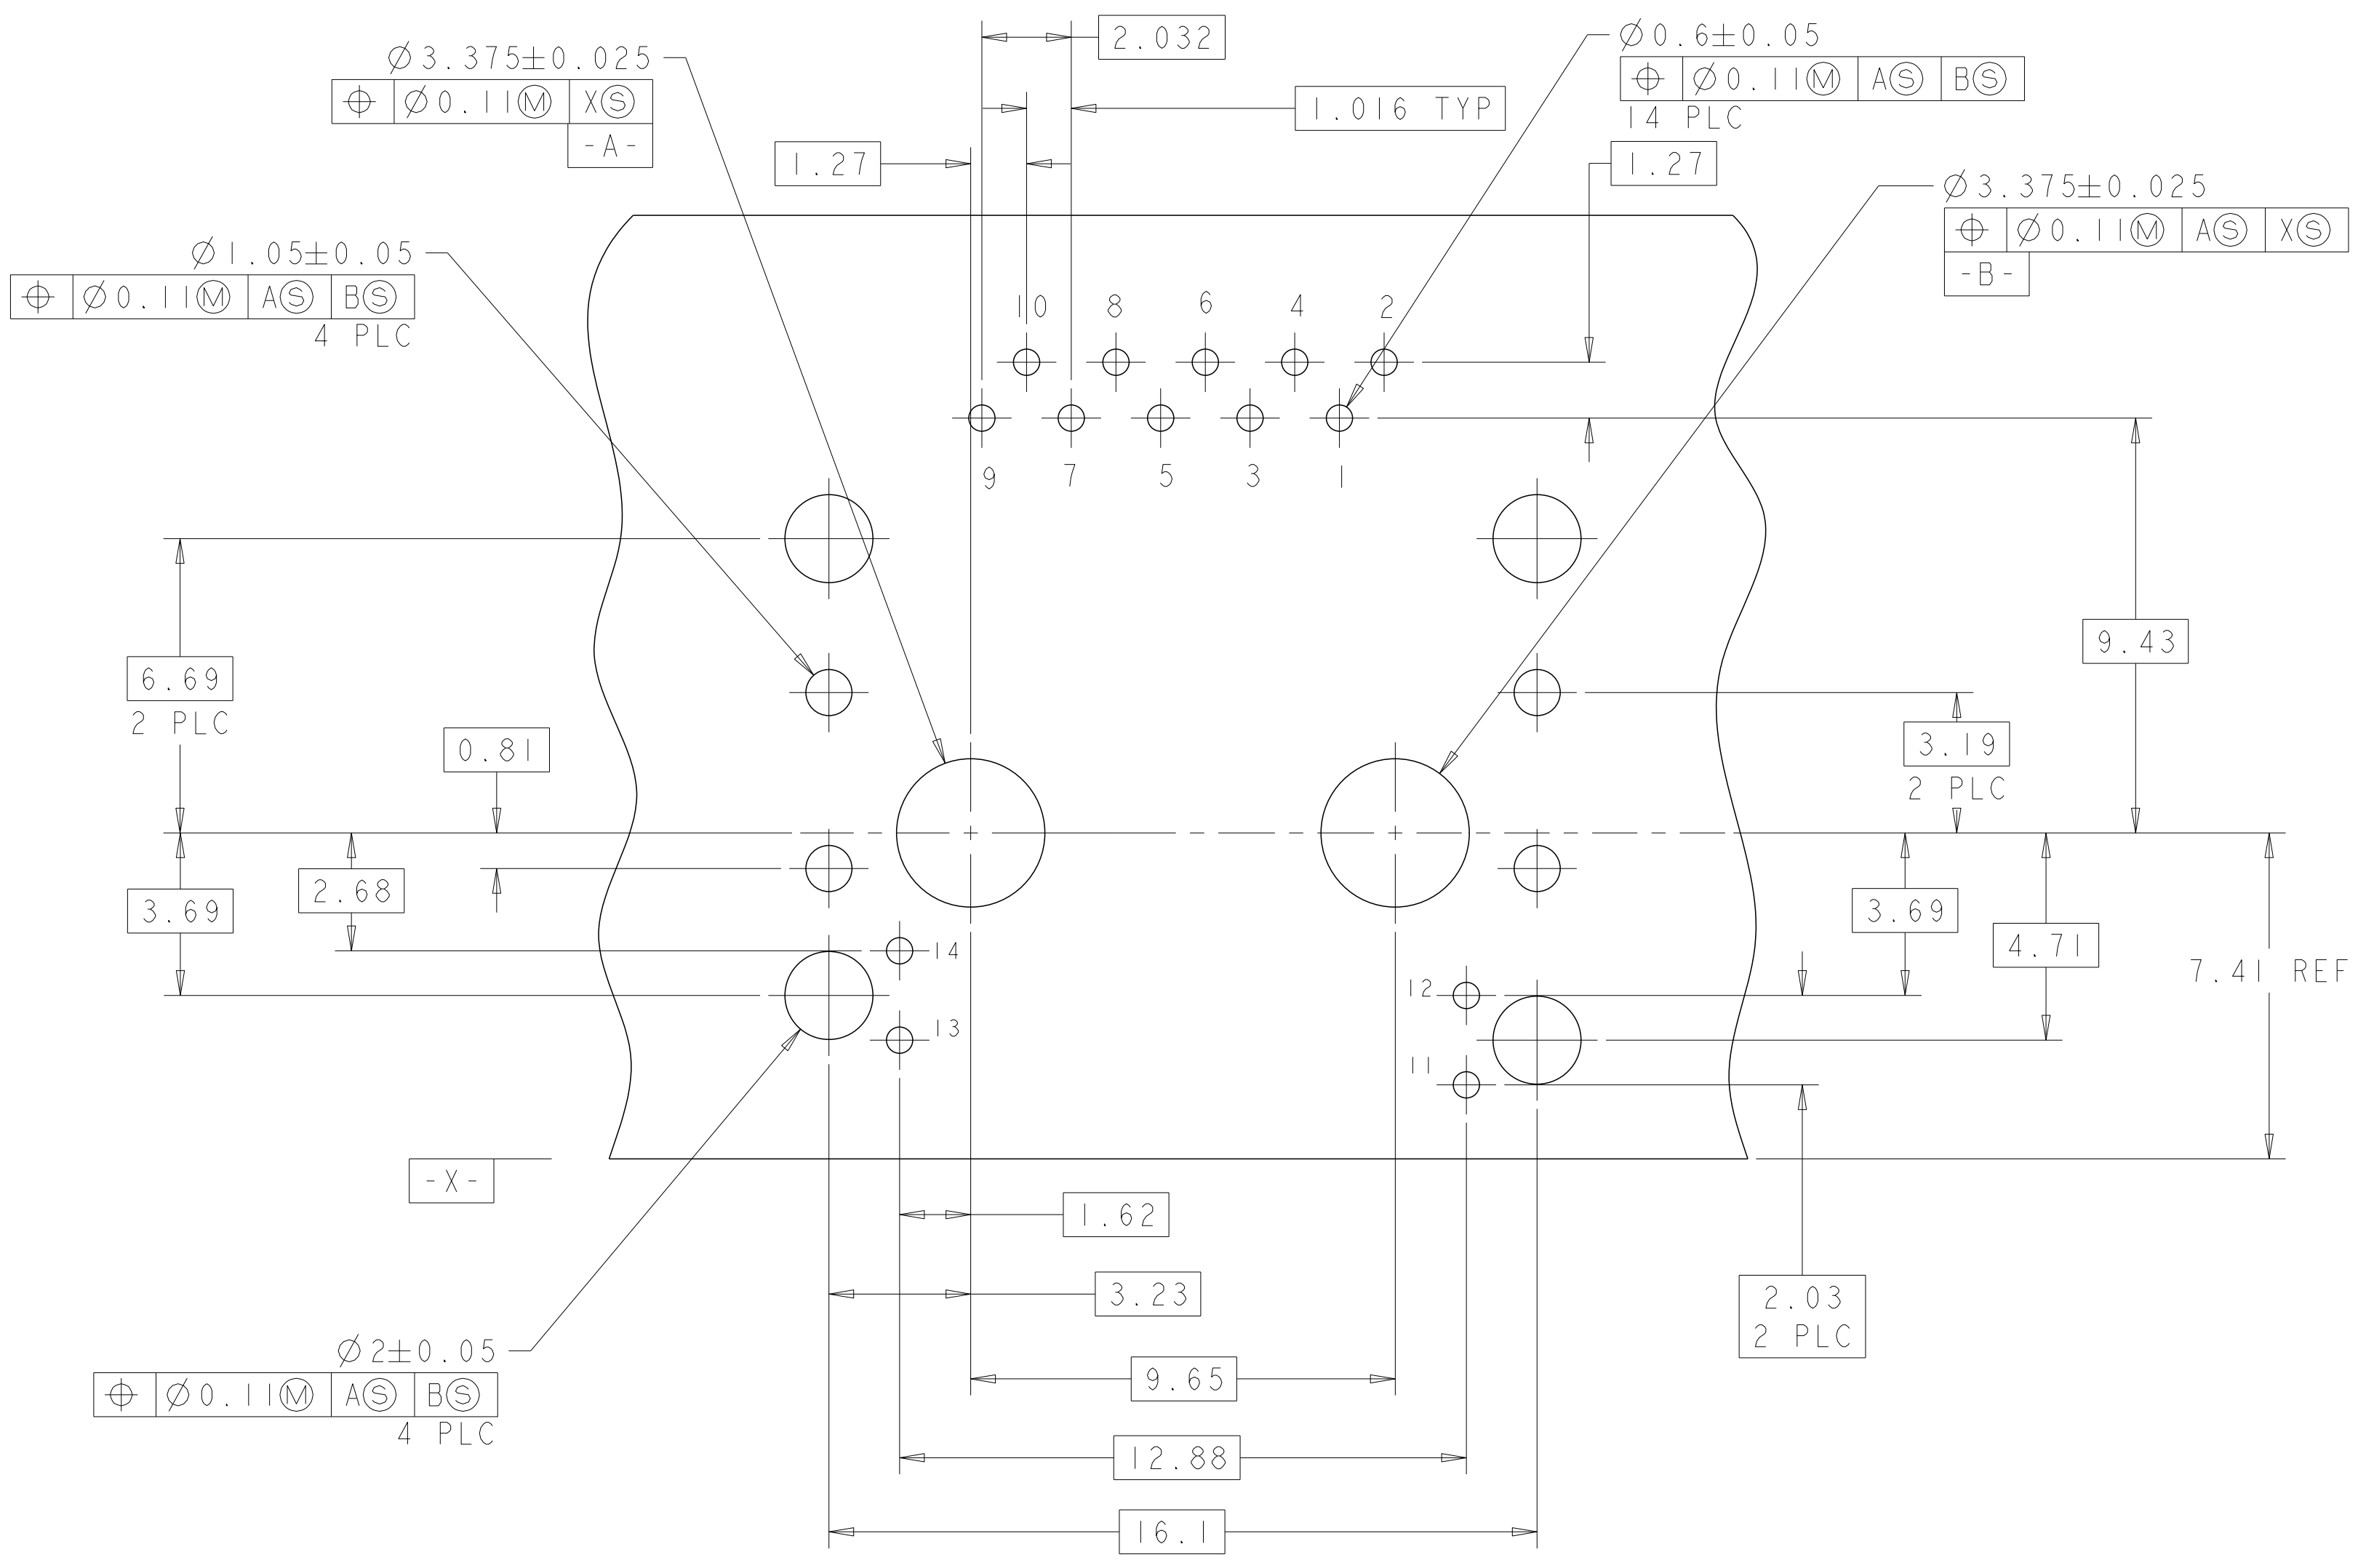 2.032
Ø0.6±0.05
Ø3.375±0.025
⌖ Ø0.11Ⓜ AⓈ BⓈ
⌖ Ø0.11Ⓜ XⓈ
1.016 TYP
14 PLC
-A-
1.27
1.27
Ø3.375±0.025
⌖ Ø0.11Ⓜ AⓈ XⓈ
Ø1.05±0.05
-B-
⌖ Ø0.11Ⓜ AⓈ BⓈ
10 8 6 4 2
4 PLC
9 7 5 3 1
9.43
6.69
2 PLC
0.81
3.19
2 PLC
2.68
3.69
3.69
4.71
14
7.41 REF
12
13
11
-X-
1.62
3.23
2.03
2 PLC
Ø2±0.05
9.65
⌖ Ø0.11Ⓜ AⓈ BⓈ
4 PLC
12.88
16.1